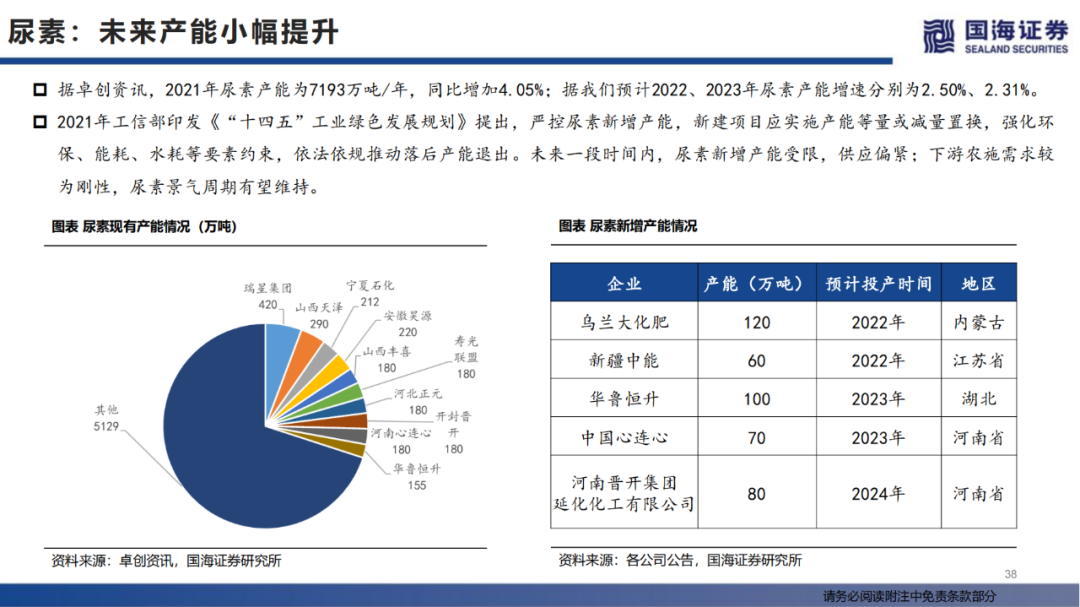 尿素：未来产能小幅提升
国海证券
SEALAND SECURITIES
据卓创资讯，2021年尿素产能为7193万吨/年，同比增加4.05%；据我们预计2022、2023年尿素产能增速分别为2.50%、2.31%。
2021年工信部印发《“十四五”工业绿色发展规划》提出，严控尿素新增产能，新建项目应实施产能等量或减量置换，强化环
保、能耗、水耗等要素约束，依法依规推动落后产能退出。未来一段时间内，尿素新增产能受限，供应偏紧；下游农施需求较
为刚性，尿素景气周期有望维持。
图表 尿素现有产能情况（万吨）
瑞星集团
420
山西天泽
290
宁夏石化
212
安徽昊源
220
山西丰喜
180
寿光
联盟
180
河北正元
180
开封晋
开
180
河南心连心
180
华鲁恒升
155
其他
5129
资料来源：卓创资讯，国海证券研究所
图表 尿素新增产能情况
企业 产能（万吨） 预计投产时间 地区
乌兰大化肥 120 2022年 内蒙古
新疆中能 60 2022年 江苏省
华鲁恒升 100 2023年 湖北
中国心连心 70 2023年 河南省
河南晋开集团
延化化工有限公司 80 2024年 河南省
资料来源：各公司公告，国海证券研究所
38
请务必阅读附注中免责条款部分